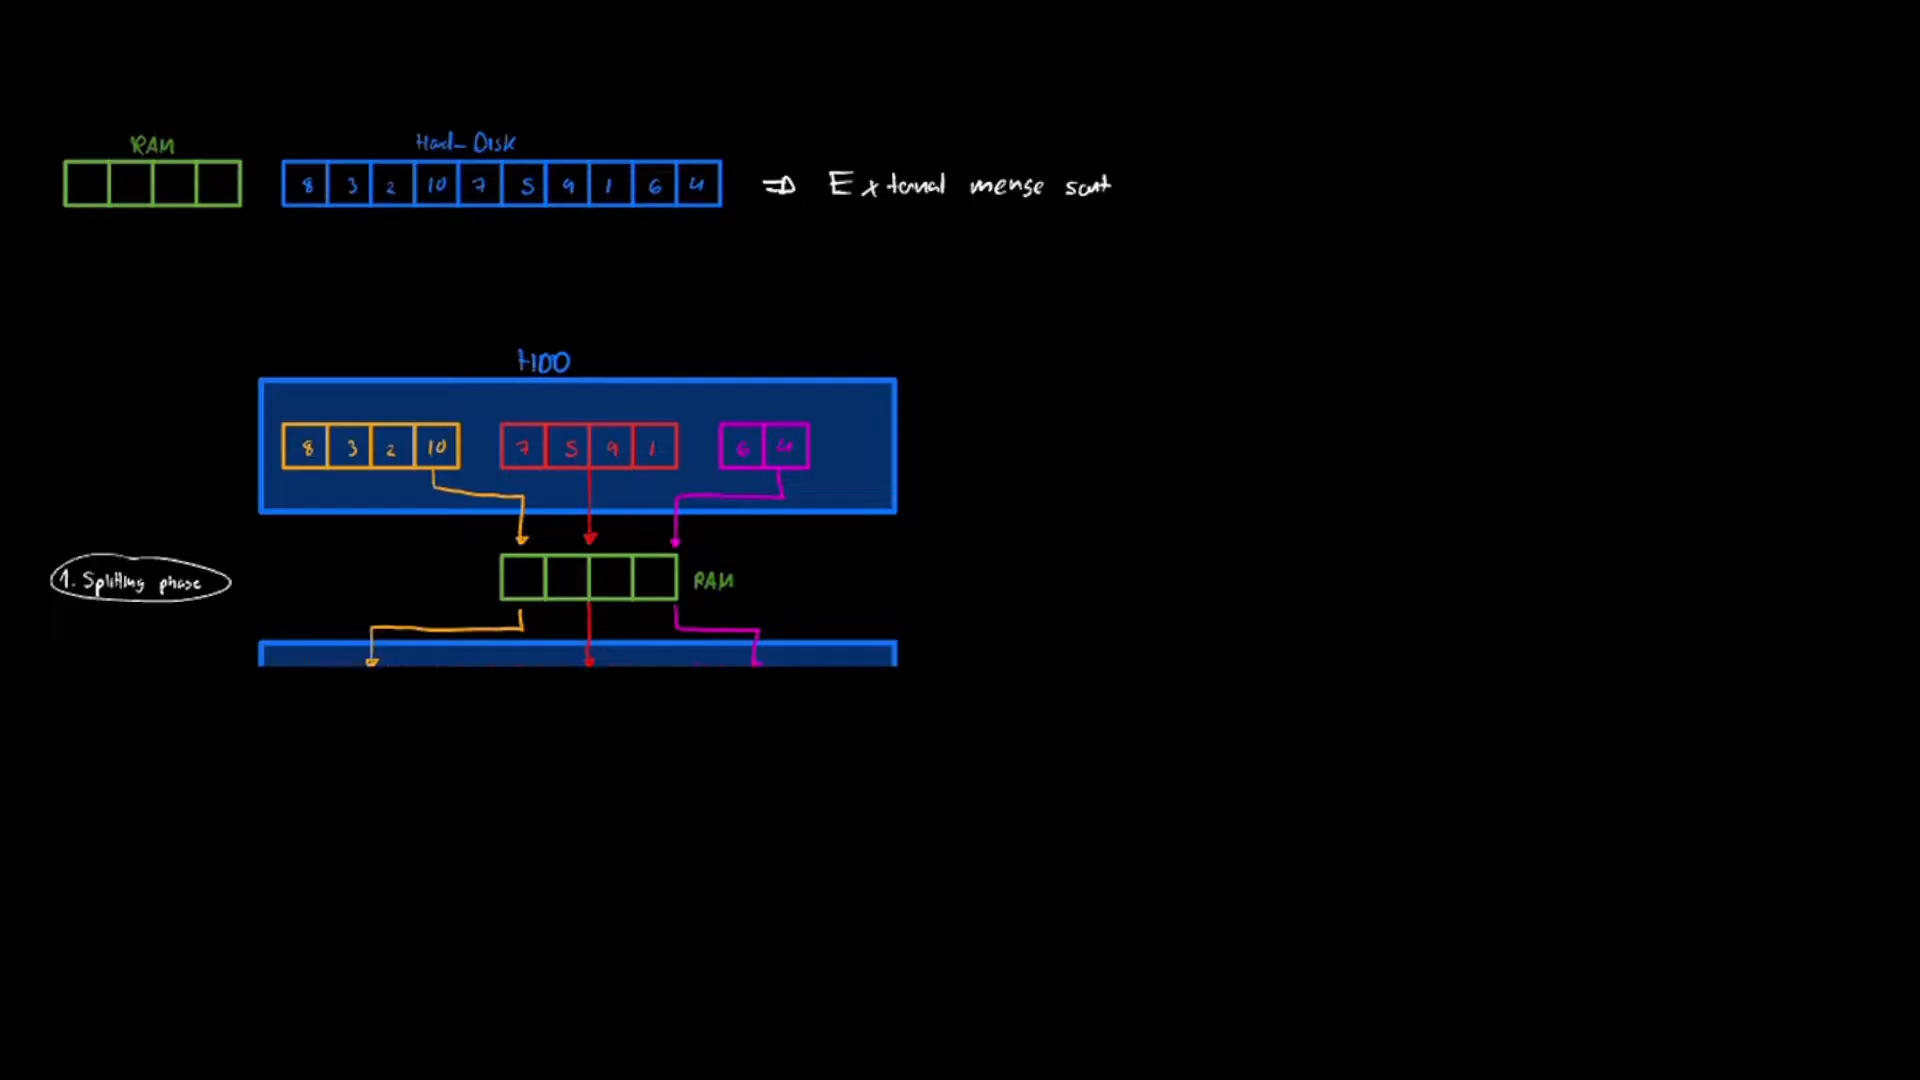 RAM
Hard-Disk
8 3 2 10 7 5 9 1 6 4 ⇒ External merge sort
HDD
8 3 2 10 7 5 9 1 6 4
1. Splitting phase
RAM